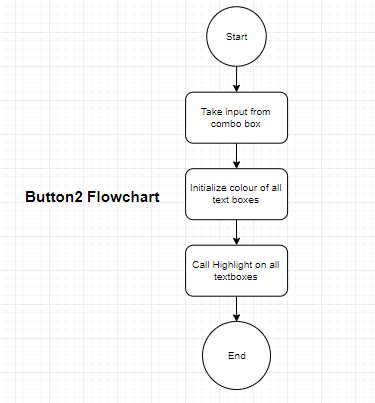 Start
Take input from
combo box
Button2 Flowchart
Initialize colour of all
text boxes
Call Highlight on all
textboxes
End